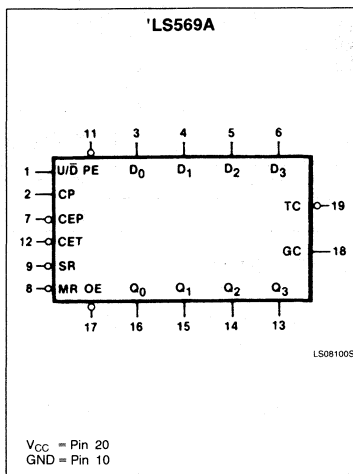 'LS569A
11 3 4 5 6
1 U/D̅ PE D₀ D₁ D₂ D₃
2 CP
TC 19
7 CEP
12 CET
GC 18
9 SR
8 MR OE Q₀ Q₁ Q₂ Q₃
17 16 15 14 13
LS08100S
V_CC = Pin 20
GND = Pin 10